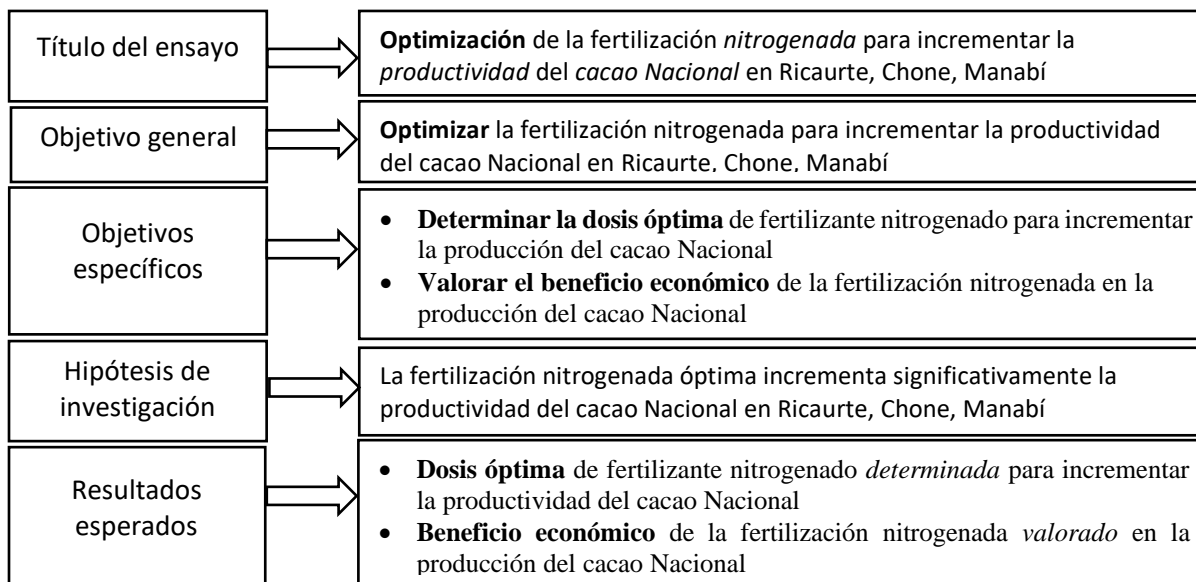 Título del ensayo
Optimización de la fertilización nitrogenada para incrementar la
productividad del cacao Nacional en Ricaurte, Chone, Manabí
Objetivo general
Optimizar la fertilización nitrogenada para incrementar la productividad
del cacao Nacional en Ricaurte, Chone, Manabí
Objetivos
específicos
• Determinar la dosis óptima de fertilizante nitrogenado para incrementar
la producción del cacao Nacional
• Valorar el beneficio económico de la fertilización nitrogenada en la
producción del cacao Nacional
Hipótesis de
investigación
La fertilización nitrogenada óptima incrementa significativamente la
productividad del cacao Nacional en Ricaurte, Chone, Manabí
Resultados
esperados
• Dosis óptima de fertilizante nitrogenado determinada para incrementar
la productividad del cacao Nacional
• Beneficio económico de la fertilización nitrogenada valorado en la
producción del cacao Nacional